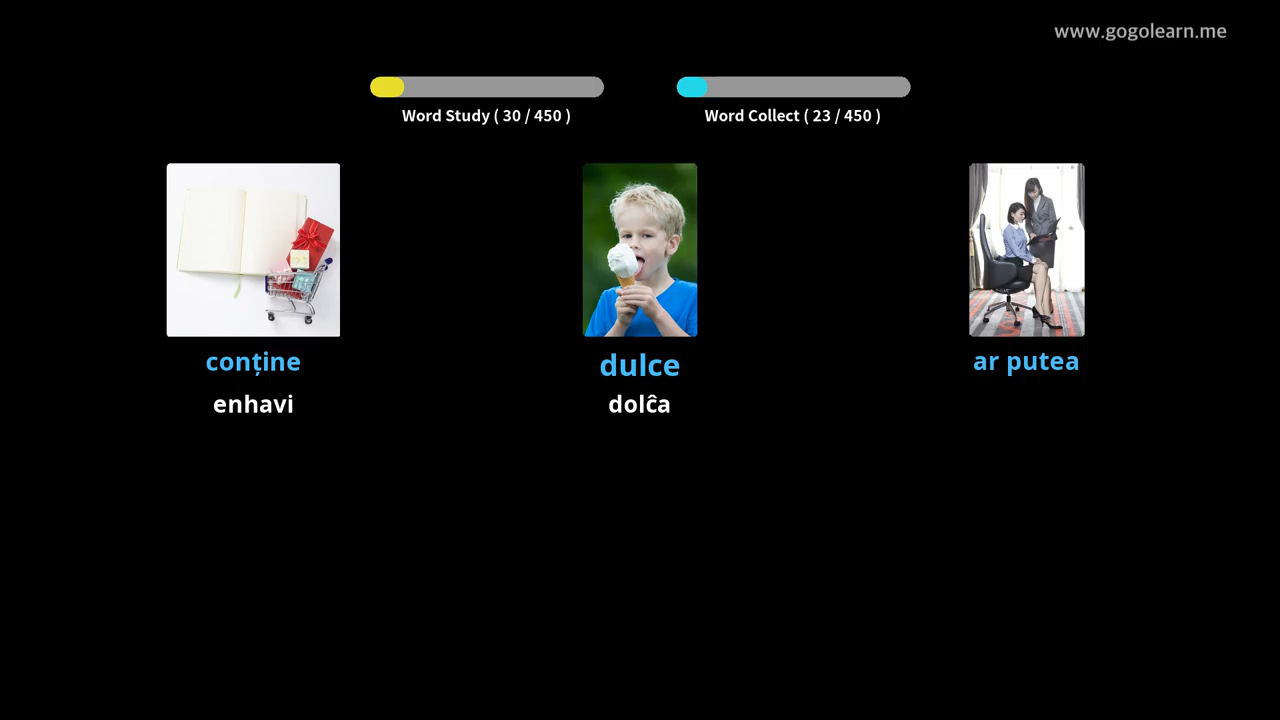 www.gogolearn.me
Word Study ( 30 / 450 )
Word Collect ( 23 / 450 )
conține
dulce
ar putea
enhavi
dolĉa